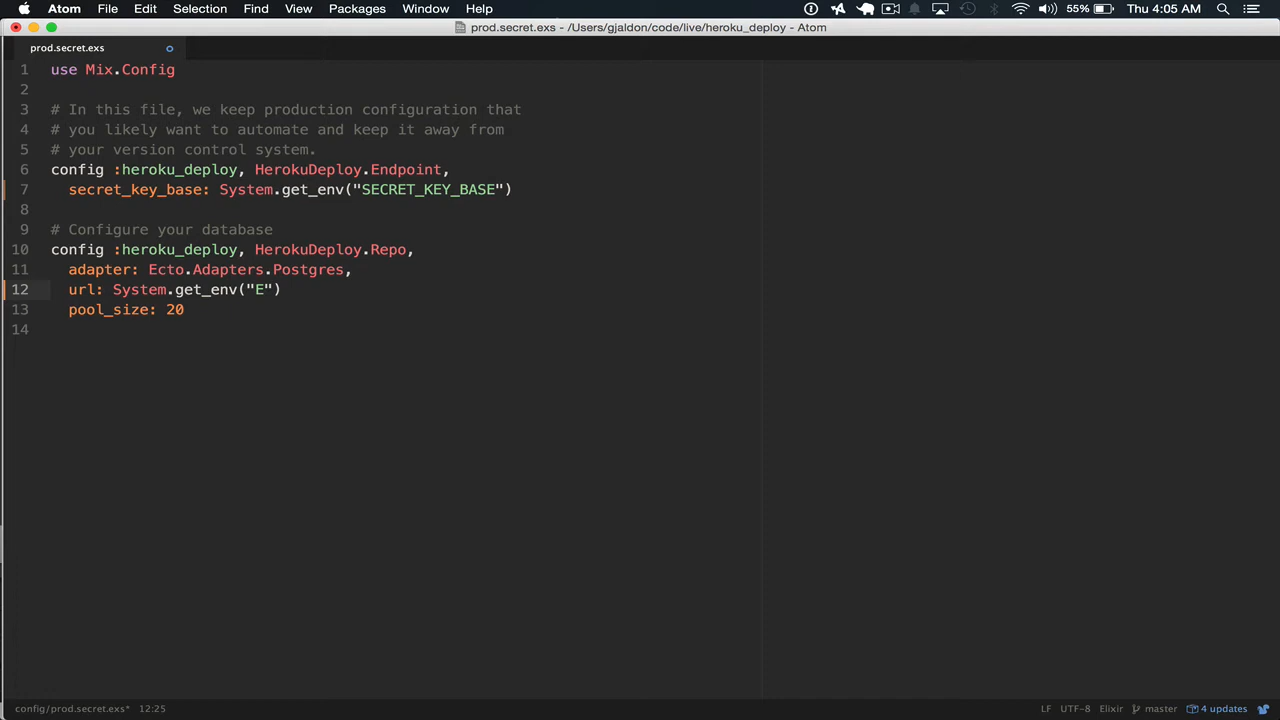 Atom File Edit Selection Find View Packages Window Help 55% Thu 4:05 AM
prod.secret.exs - /Users/gjaldon/code/live/heroku_deploy - Atom
prod.secret.exs
1 use Mix.Config
2
3 # In this file, we keep production configuration that
4 # you likely want to automate and keep it away from
5 # your version control system.
6 config :heroku_deploy, HerokuDeploy.Endpoint,
7 secret_key_base: System.get_env("SECRET_KEY_BASE")
8
9 # Configure your database
10 config :heroku_deploy, HerokuDeploy.Repo,
11 adapter: Ecto.Adapters.Postgres,
12 url: System.get_env("E")
13 pool_size: 20
14
config/prod.secret.exs* 12:25 LF UTF-8 Elixir master 4 updates